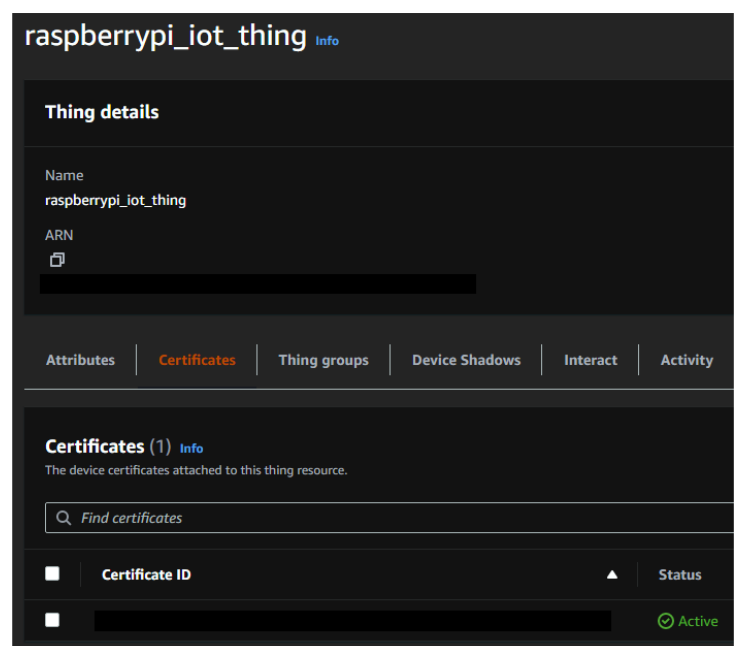 raspberrypi_iot_thing Info
Thing details
Name
raspberrypi_iot_thing
ARN
Attributes Certificates Thing groups Device Shadows Interact Activity
Certificates (1) Info
The device certificates attached to this thing resource.
Find certificates
Certificate ID Status
Active